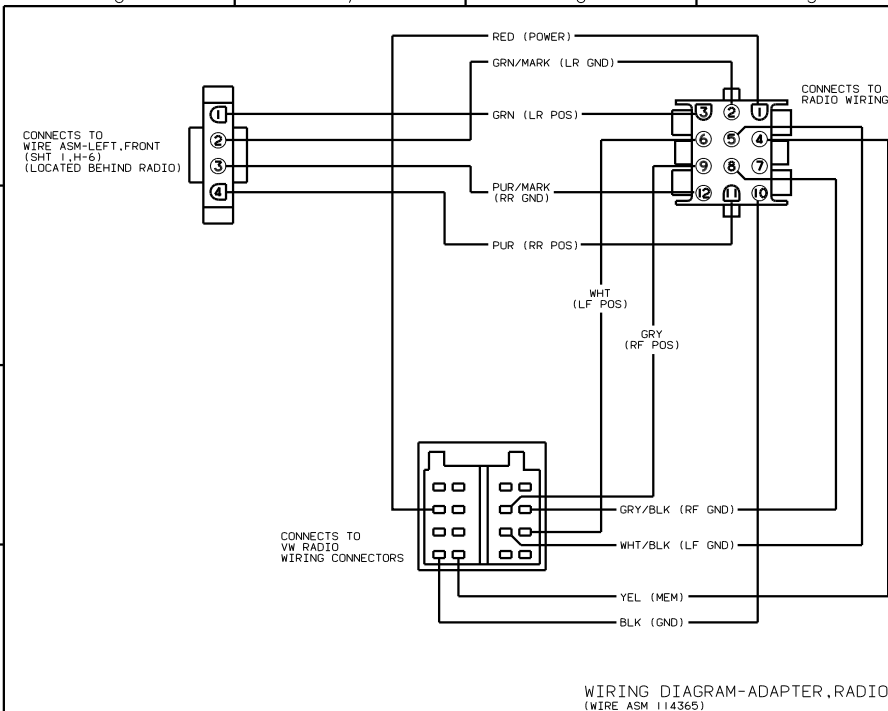 RED (POWER)
GRN/MARK (LR GND)
CONNECTS TO
RADIO WIRING
GRN (LR POS)
CONNECTS TO
WIRE ASM-LEFT,FRONT
(SHT 1,H-6)
(LOCATED BEHIND RADIO)
1
2
3
4
3 2 1
6 5 4
9 8 7
12 11 10
PUR/MARK
(RR GND)
PUR (RR POS)
WHT
(LF POS)
GRY
(RF POS)
GRY/BLK (RF GND)
CONNECTS TO
VW RADIO
WIRING CONNECTORS
WHT/BLK (LF GND)
YEL (MEM)
BLK (GND)
WIRING DIAGRAM-ADAPTER,RADIO
(WIRE ASM 114365)